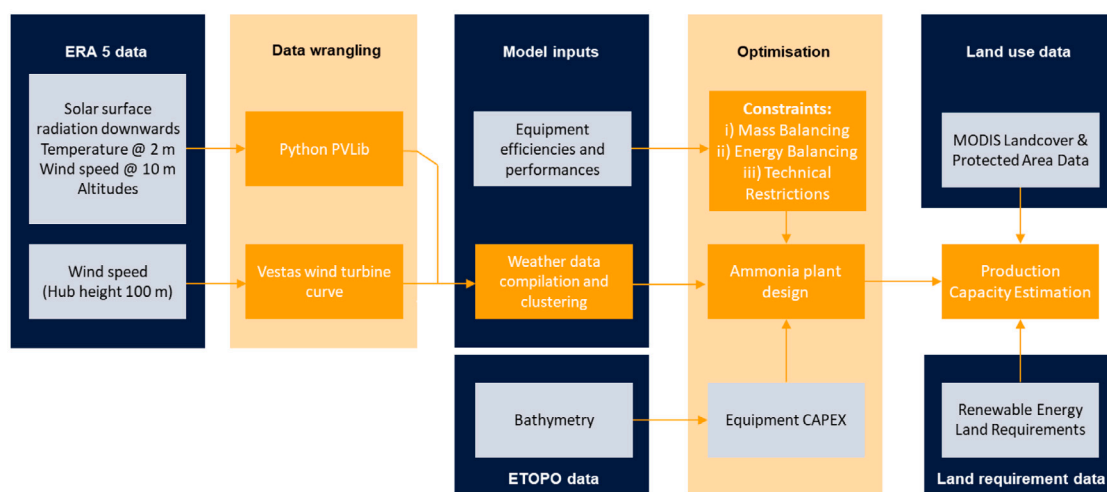 ERA 5 data
Solar surface
radiation downwards
Temperature @ 2 m
Wind speed @ 10 m
Altitudes
Wind speed
(Hub height 100 m)
Data wrangling
Python PVLib
Vestas wind turbine
curve
Model inputs
Equipment
efficiencies and
performances
Weather data
compilation and
clustering
Bathymetry
ETOPO data
Optimisation
Constraints:
i) Mass Balancing
ii) Energy Balancing
iii) Technical
Restrictions
Ammonia plant
design
Equipment CAPEX
Land use data
MODIS Landcover &
Protected Area Data
Production
Capacity Estimation
Renewable Energy
Land Requirements
Land requirement data